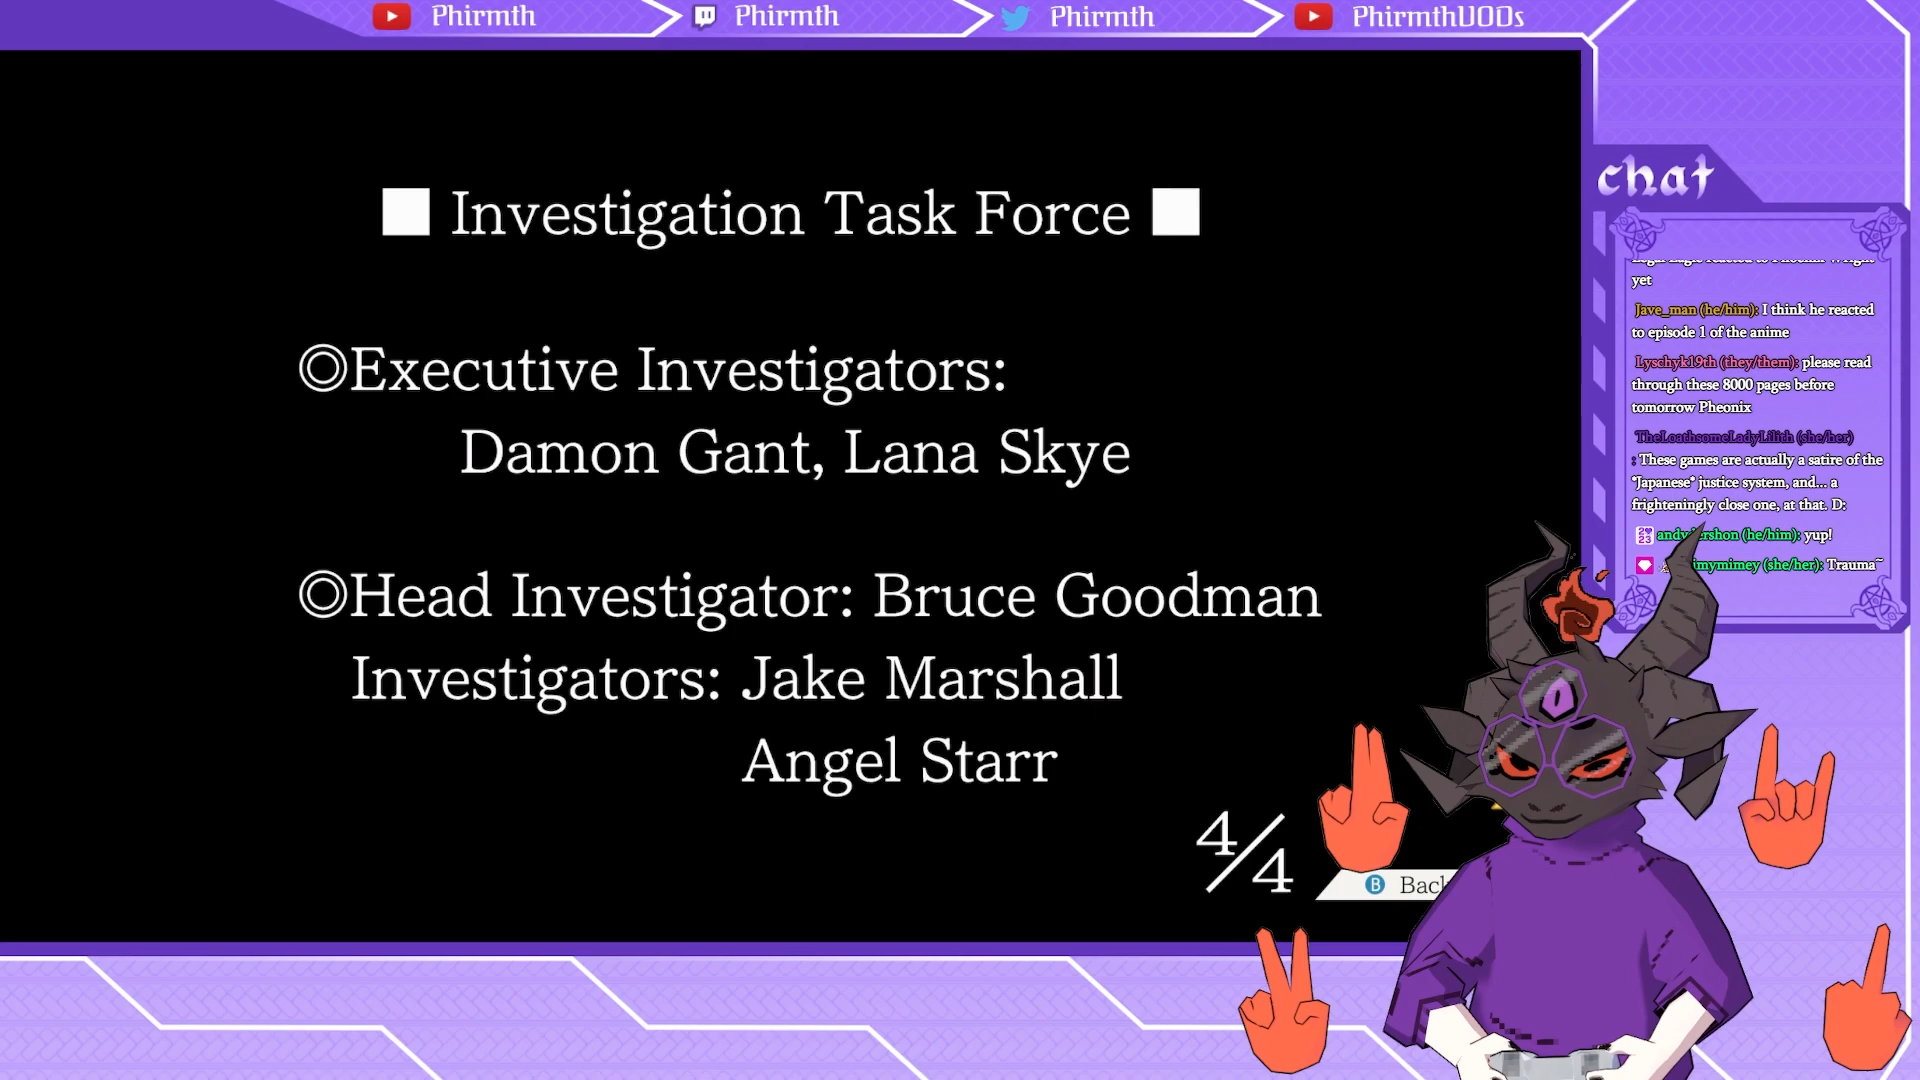 Phirmth Phirmth Phirmth PhirmthVODs
■ Investigation Task Force ■
◎Executive Investigators:
Damon Gant, Lana Skye
◎Head Investigator: Bruce Goodman
Investigators: Jake Marshall
Angel Starr
4/4
B Back
chat
yet
Jave_man (he/him): I think he reacted
to episode 1 of the anime
Lyschyk19th (they/them): please read
through these 8000 pages before
tomorrow Pheonix
TheLoathsomeLadyLilith (she/her)
: These games are actually a satire of the
*Japanese* justice system, and... a
frighteningly close one, at that. D:
(he/him): yup!
(she/her): Trauma~